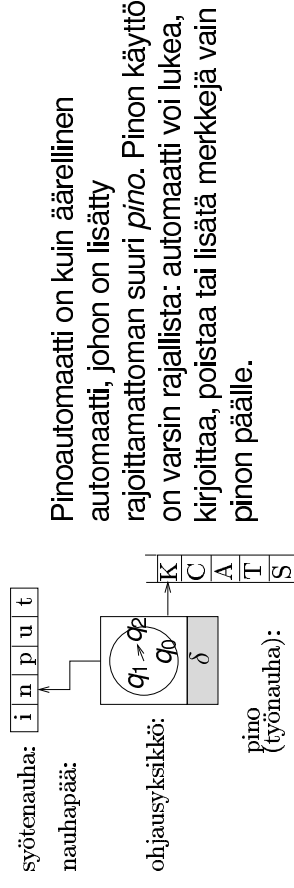 syötenauha:
i n p u t
nauhapää:
ohjausyksikkö:
q1 q2
q0
δ
pino
(työnauha):
K
C
A
T
S
Pinoautomaatti on kuin äärellinen
automaatti, johon on lisätty
rajoittamattoman suuri pino. Pinon käyttö
on varsin rajallista: automaatti voi lukea,
kirjoittaa, poistaa tai lisätä merkkejä vain
pinon päälle.